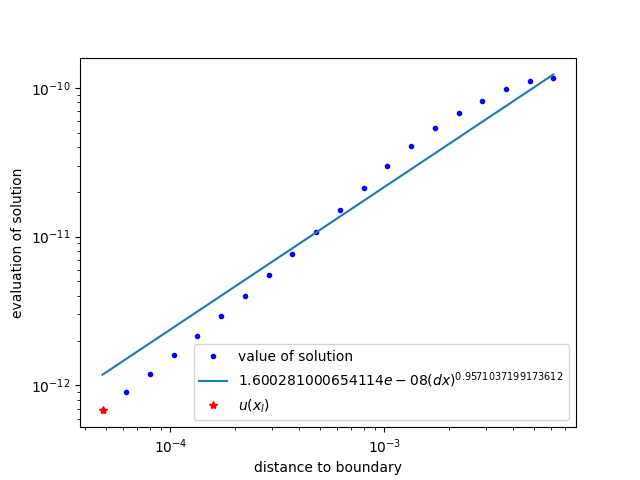 10⁻¹⁰
10⁻¹¹
10⁻¹²
evaluation of solution
value of solution
1.600281000654114e − 08(dx)^0.9571037199173612
u(x_l)
10⁻⁴ 10⁻³
distance to boundary